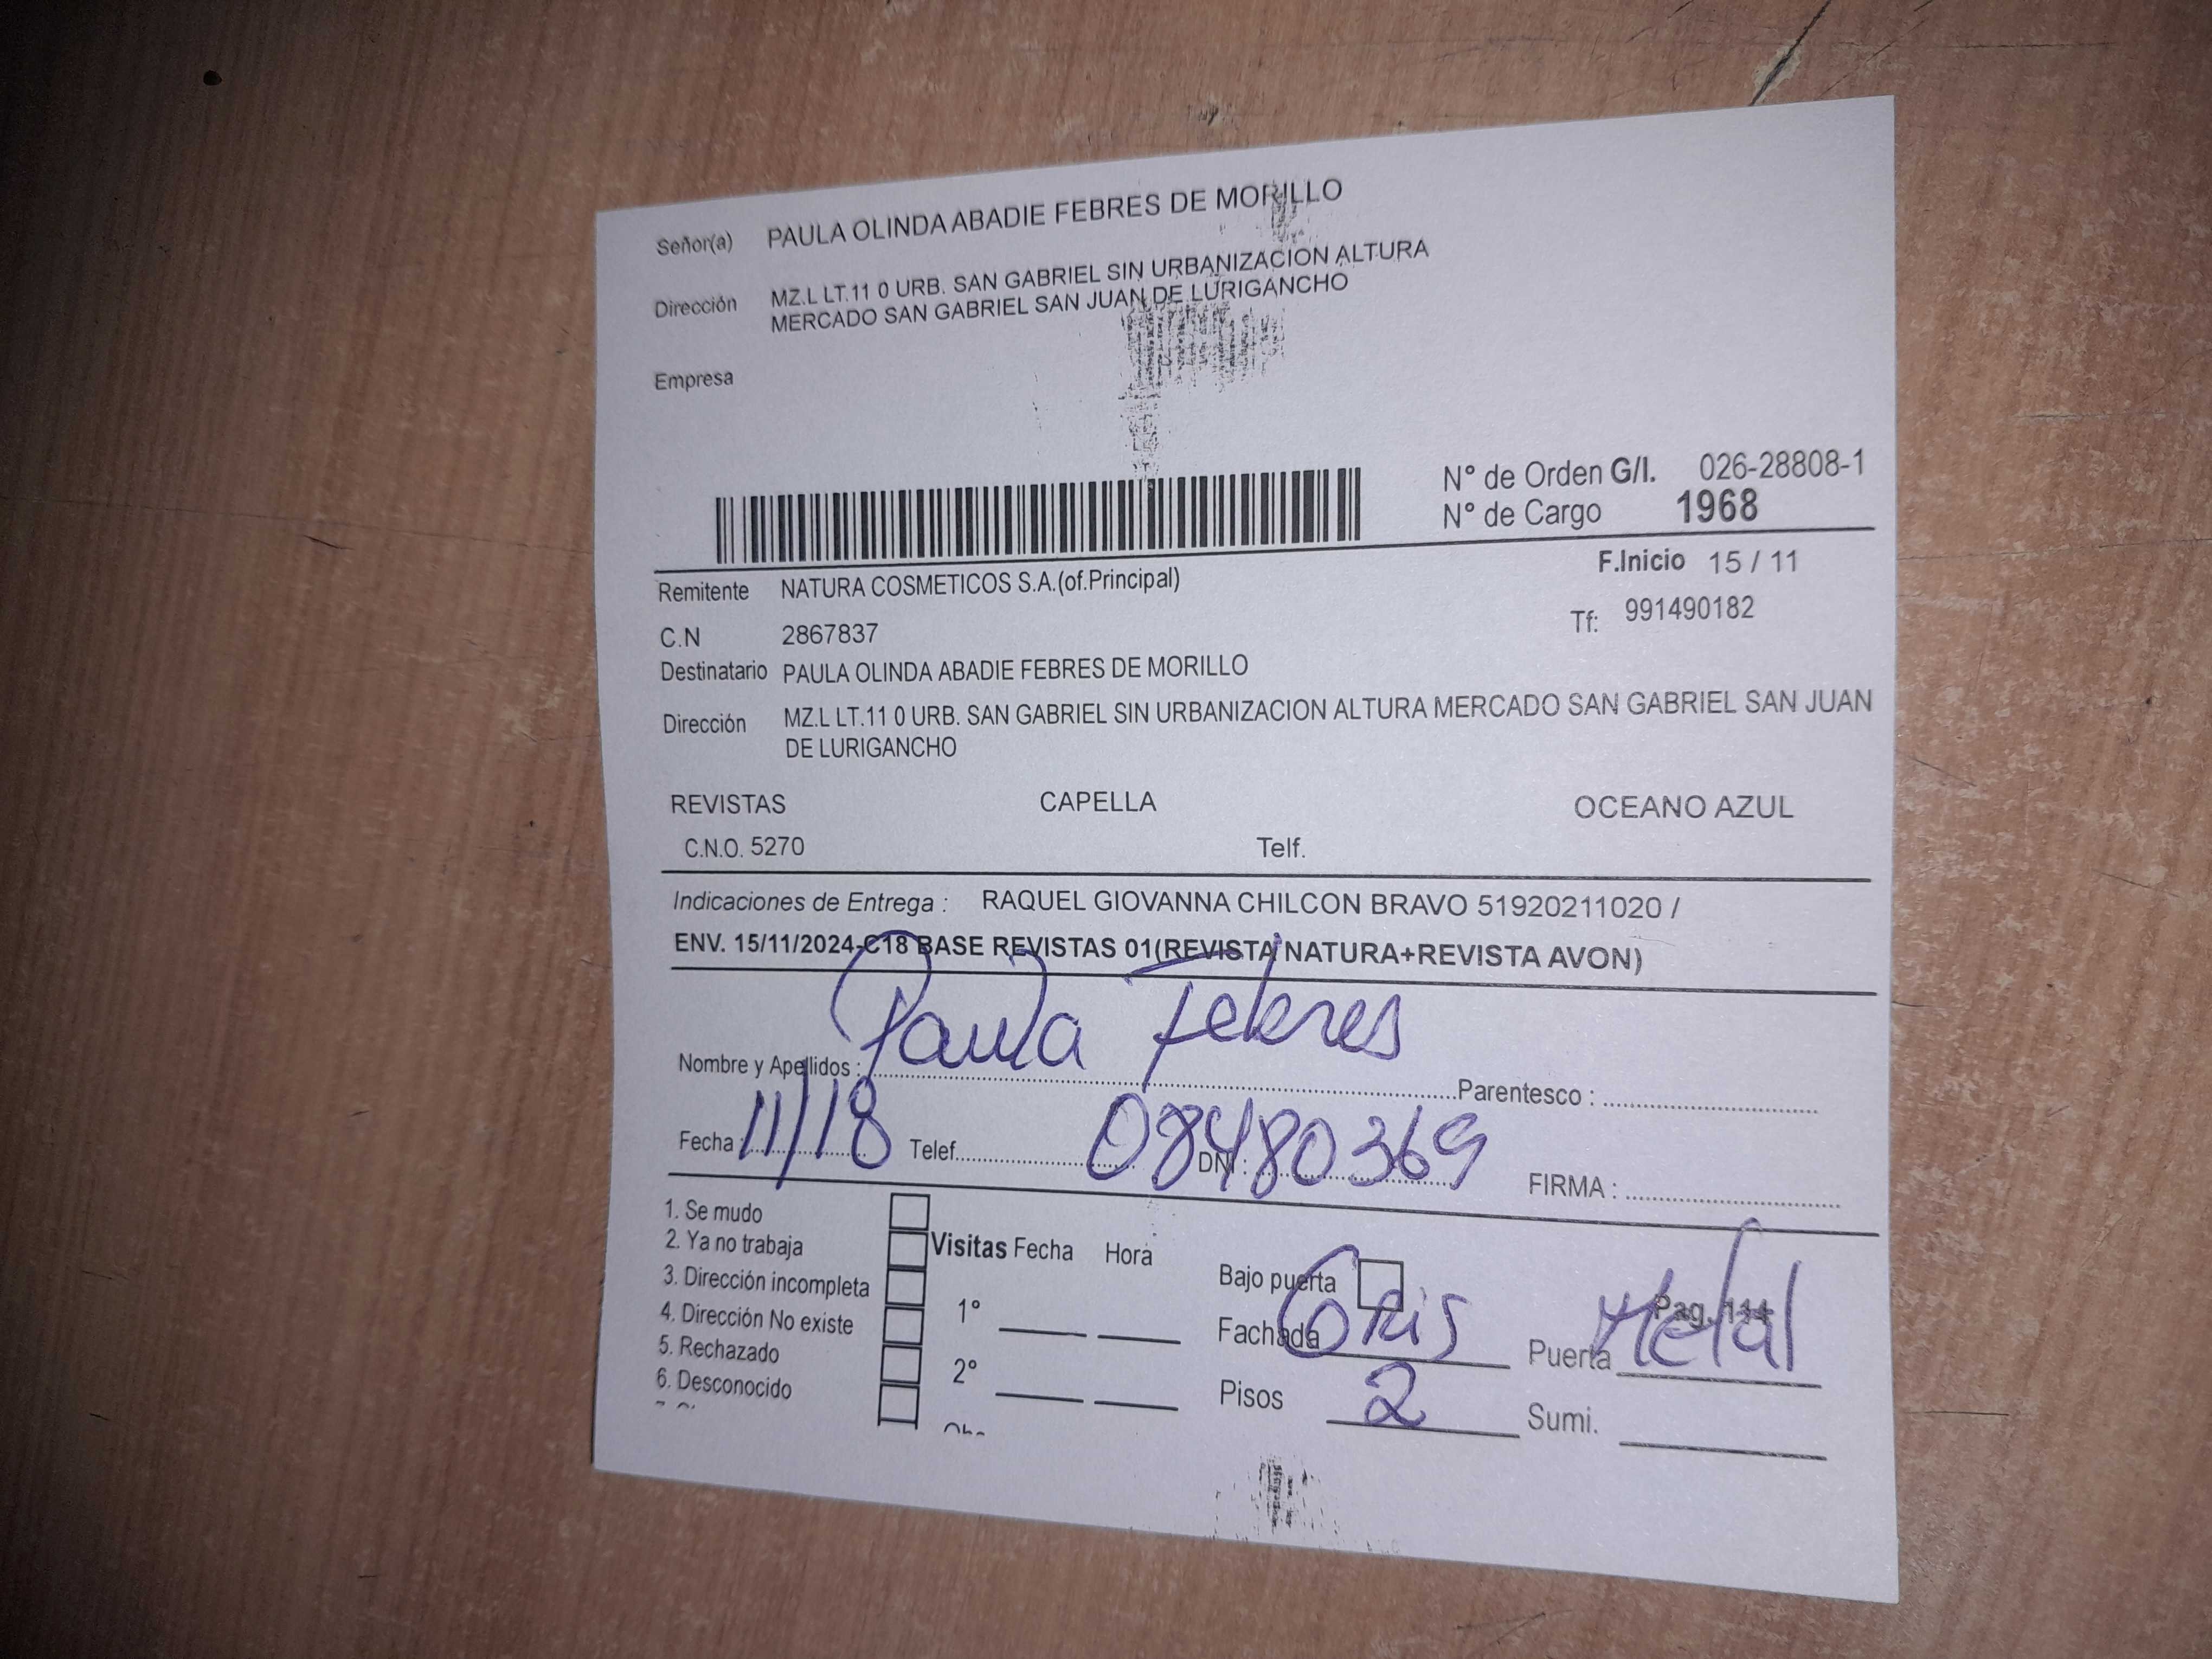 Señor(a) PAULA OLINDA ABADIE FEBRES DE MORILLO
Dirección MZ.L LT.11 0 URB. SAN GABRIEL SIN URBANIZACION ALTURA
MERCADO SAN GABRIEL SAN JUAN DE LURIGANCHO
Empresa
N° de Orden G/I. 026-28808-1
N° de Cargo 1968
F.Inicio 15 / 11
Remitente NATURA COSMETICOS S.A.(of.Principal)
Tf: 991490182
C.N 2867837
Destinatario PAULA OLINDA ABADIE FEBRES DE MORILLO
Dirección MZ.L LT.11 0 URB. SAN GABRIEL SIN URBANIZACION ALTURA MERCADO SAN GABRIEL SAN JUAN
DE LURIGANCHO
REVISTAS CAPELLA OCEANO AZUL
C.N.O. 5270 Telf.
Indicaciones de Entrega : RAQUEL GIOVANNA CHILCON BRAVO 51920211020 /
ENV. 15/11/2024-C18 BASE REVISTAS 01(REVISTA NATURA+REVISTA AVON)
Nombre y Apellidos : Paula Febres Parentesco :
Fecha : 11/18 Telef. DNI : 08480369 FIRMA :
1. Se mudo
2. Ya no trabaja Visitas Fecha Hora
3. Dirección incompleta Bajo puerta
4. Dirección No existe 1° Fachada Gris Puerta Metal Pag. 114
5. Rechazado
6. Desconocido 2° Pisos 2 Sumi.